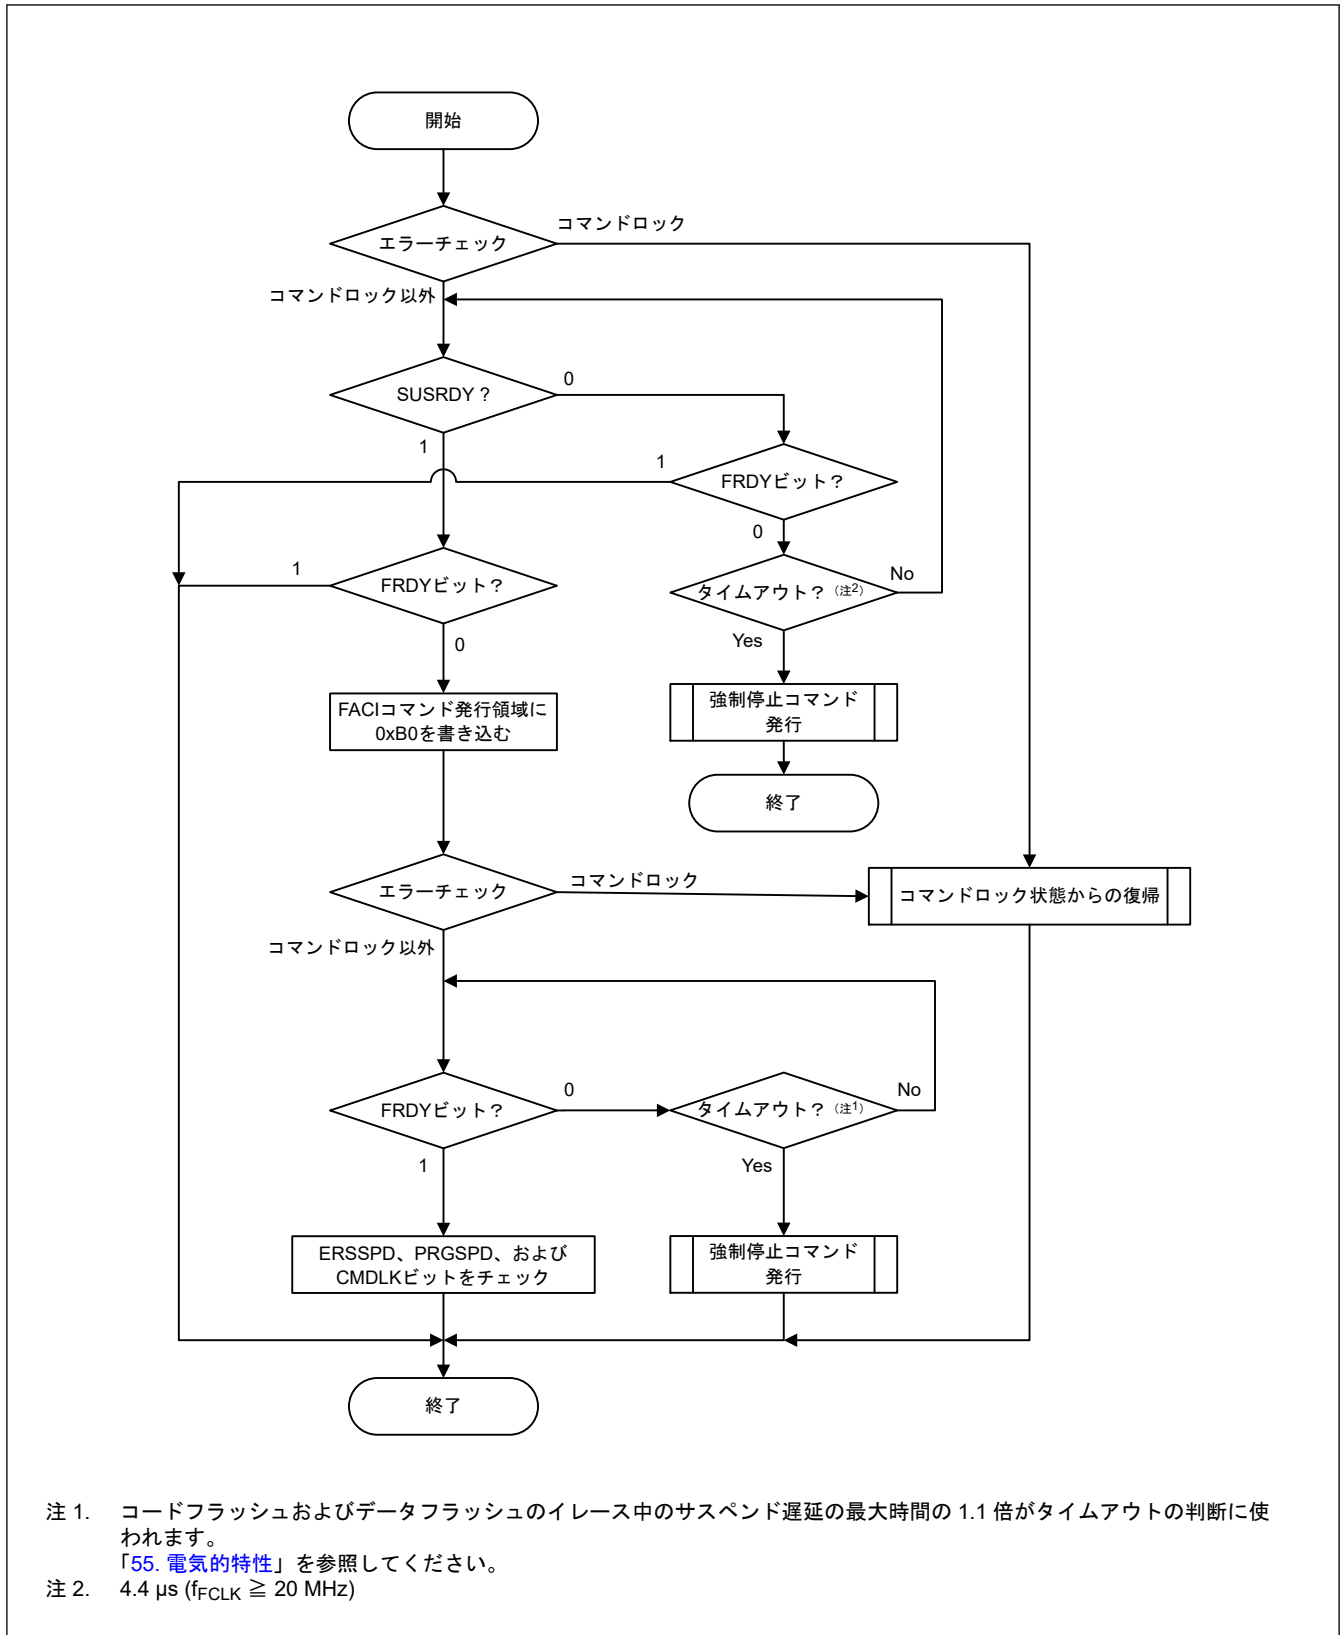 開始
エラーチェック
コマンドロック
コマンドロック以外
SUSRDY ?
0
1
FRDYビット?
1
0
FRDYビット?
1
0
タイムアウト?(注2)
No
Yes
FACIコマンド発行領域に
0xB0を書き込む
強制停止コマンド
発行
終了
エラーチェック
コマンドロック
コマンドロック状態からの復帰
コマンドロック以外
FRDYビット?
0
1
タイムアウト?(注1)
No
Yes
ERSSPD、PRGSPD、および
CMDLKビットをチェック
強制停止コマンド
発行
終了
注 1. コードフラッシュおよびデータフラッシュのイレース中のサスペンド遅延の最大時間の 1.1 倍がタイムアウトの判断に使
われます。
「55. 電気的特性」を参照してください。
注 2. 4.4 µs (fFCLK ≧ 20 MHz)